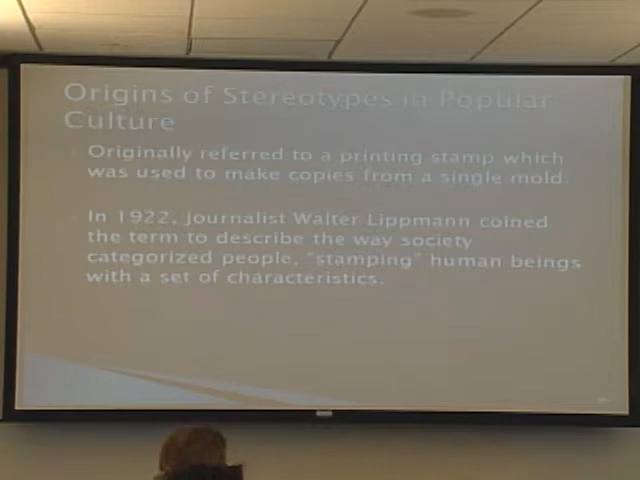 Origins of Stereotypes in Popular
Culture
Originally referred to a printing stamp which
was used to make copies from a single mold.
In 1922, journalist Walter Lippmann coined
the term to describe the way society
categorized people, "stamping" human beings
with a set of characteristics.